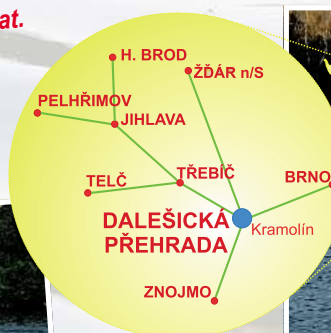 at.
H. BROD
ŽĎÁR n/S
PELHŘIMOV
JIHLAVA
TŘEBÍČ
TELČ
BRNO
DALEŠICKÁ
PŘEHRADA
Kramolín
ZNOJMO